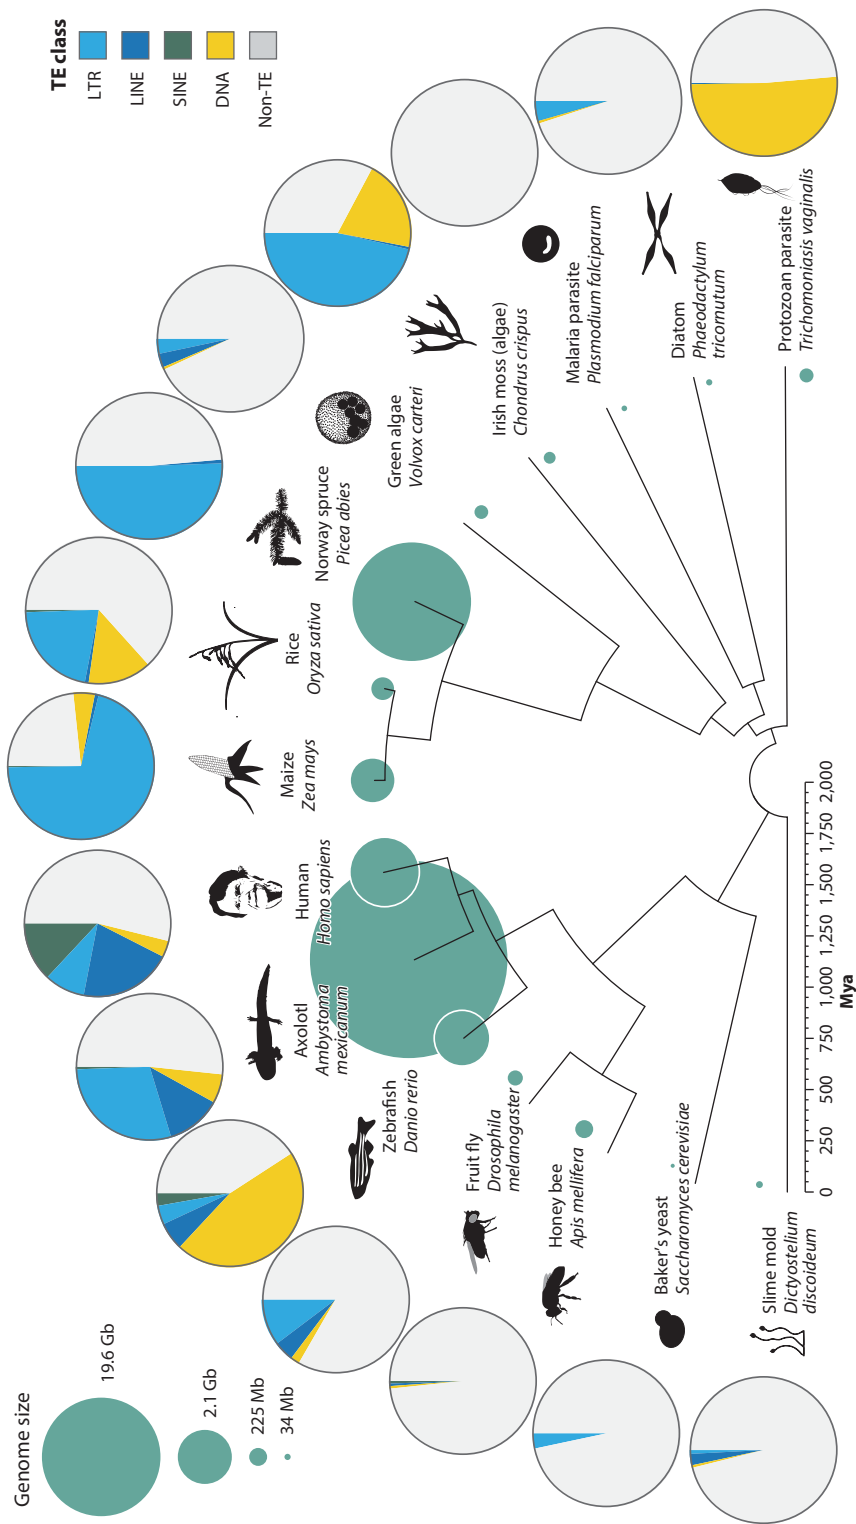 Genome size
19.6 Gb
2.1 Gb
225 Mb
34 Mb
TE class
LTR
LINE
SINE
DNA
Non-TE
Slime mold
Dictyostelium
discoideum
Baker's yeast
Saccharomyces cerevisiae
Honey bee
Apis mellifera
Fruit fly
Drosophila
melanogaster
Zebrafish
Danio rerio
Axolotl
Ambystoma
mexicanum
Human
Homo sapiens
Maize
Zea mays
Rice
Oryza sativa
Norway spruce
Picea abies
Green algae
Volvox carteri
Irish moss (algae)
Chondrus crispus
Malaria parasite
Plasmodium falciparum
Diatom
Phaeodactylum
tricornutum
Protozoan parasite
Trichomoniasis vaginalis
0 250 500 750 1,000 1,250 1,500 1,750 2,000
Mya